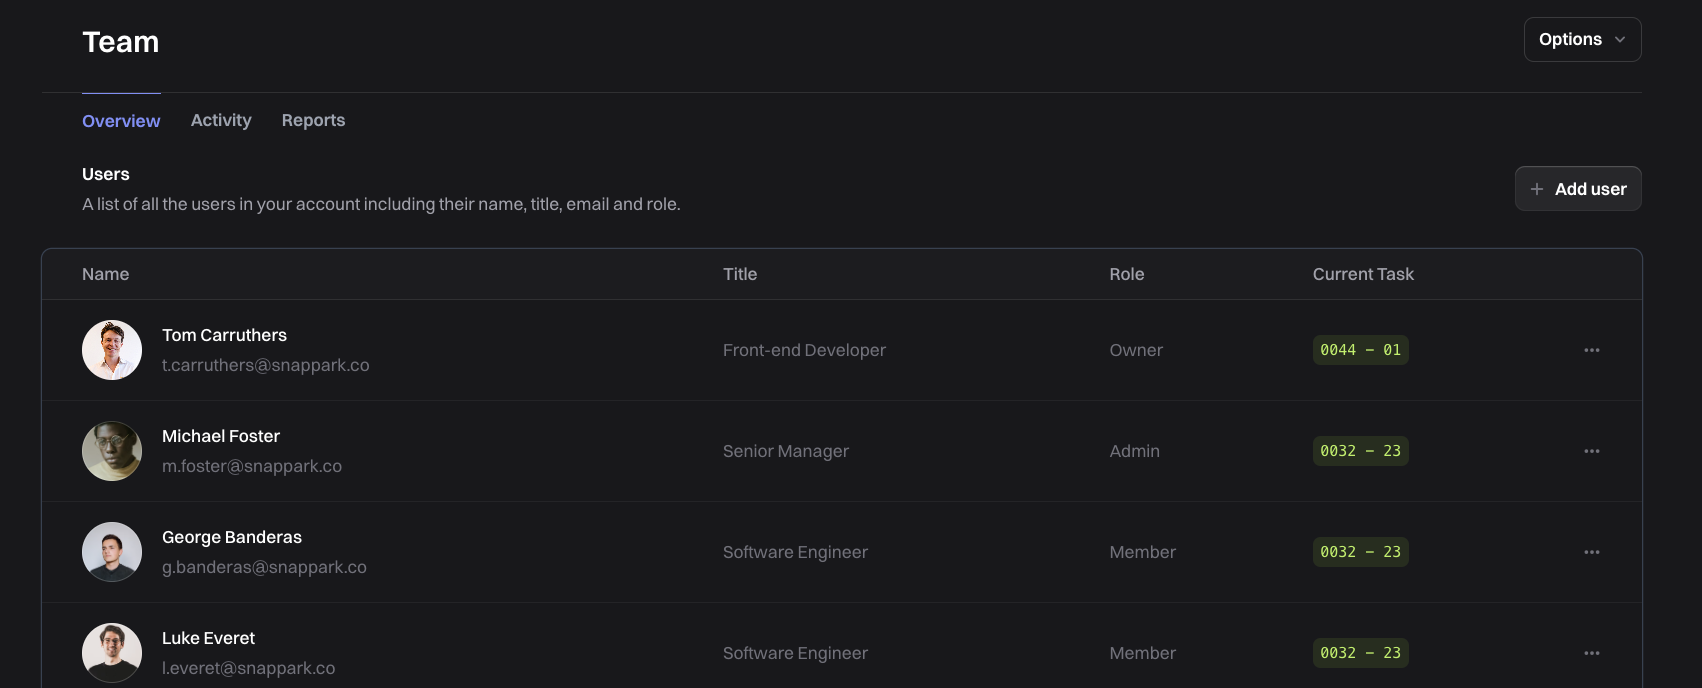 Team
Options
Overview Activity Reports
Users
A list of all the users in your account including their name, title, email and role.
Add user
Name Title Role Current Task
Tom Carruthers
t.carruthers@snappark.co
Front-end Developer Owner 0044 – 01
Michael Foster
m.foster@snappark.co
Senior Manager Admin 0032 – 23
George Banderas
g.banderas@snappark.co
Software Engineer Member 0032 – 23
Luke Everet
l.everet@snappark.co
Software Engineer Member 0032 – 23